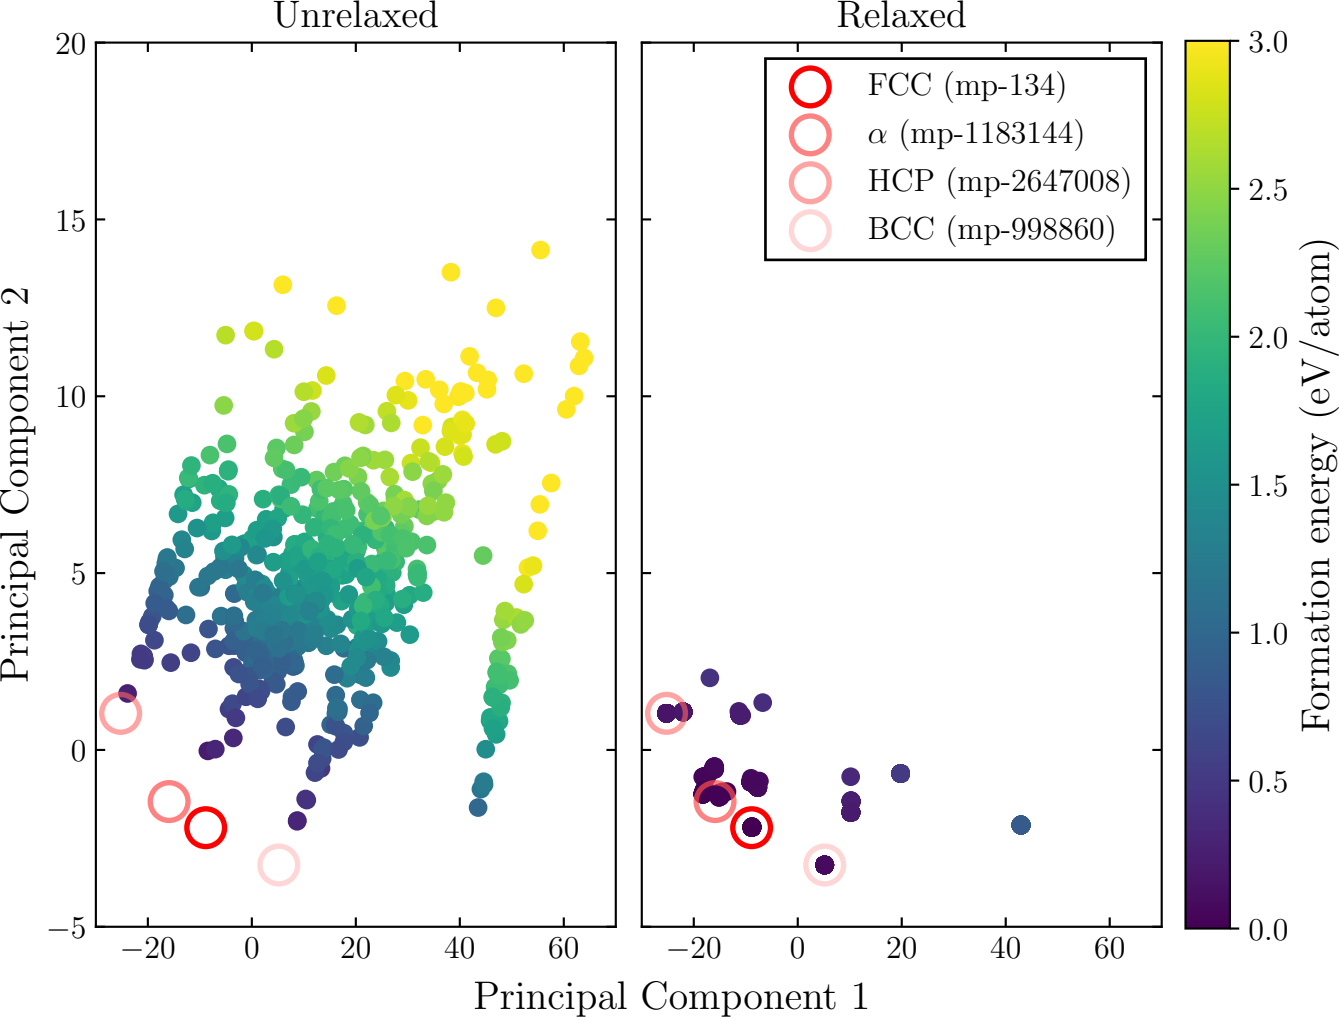 Unrelaxed
Relaxed
20
15
10
5
0
−5
Principal Component 2
FCC (mp-134)
α (mp-1183144)
HCP (mp-2647008)
BCC (mp-998860)
3.0
2.5
2.0
1.5
1.0
0.5
0.0
Formation energy (eV/atom)
−20 0 20 40 60
−20 0 20 40 60
Principal Component 1